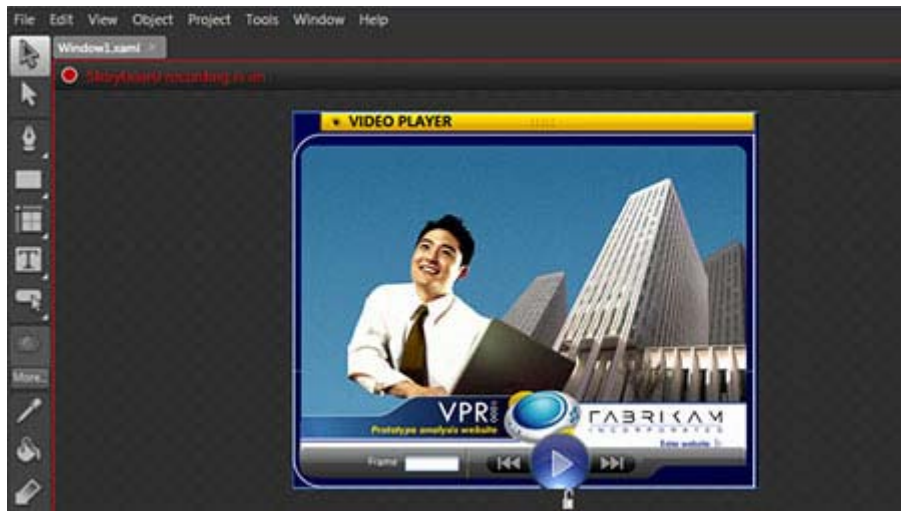 File Edit View Object Project Tools Window Help
Window1.xaml ×
Storyboard recording is on
VIDEO PLAYER
More..
VPR
Prototype analysis website
FABRIKAM
INCORPORATED
Enter website
Frame